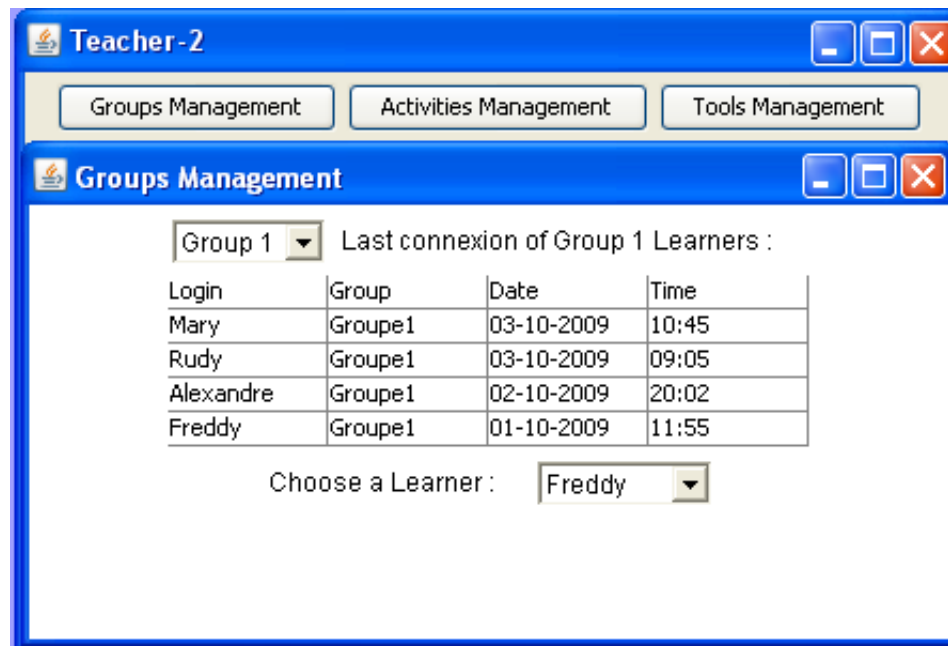 Teacher-2
Groups Management Activities Management Tools Management
Groups Management
Group 1 Last connexion of Group 1 Learners :
Login Group Date Time
Mary Groupe1 03-10-2009 10:45
Rudy Groupe1 03-10-2009 09:05
Alexandre Groupe1 02-10-2009 20:02
Freddy Groupe1 01-10-2009 11:55
Choose a Learner : Freddy